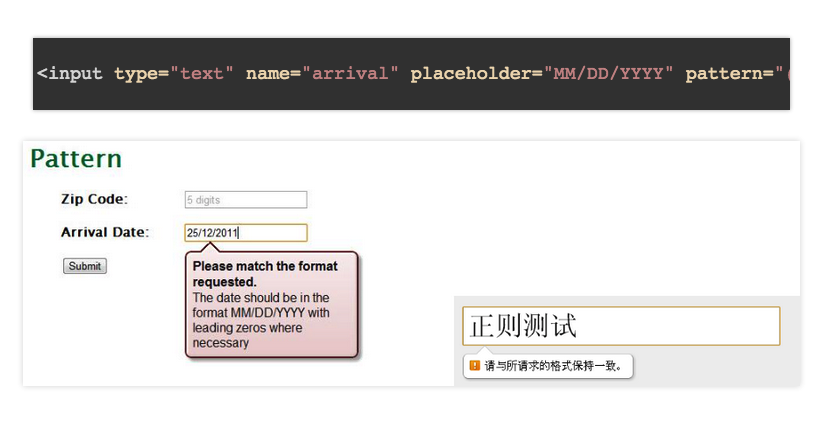 <input type="text" name="arrival" placeholder="MM/DD/YYYY" pattern="(
Pattern
Zip Code:
5 digits
Arrival Date:
25/12/2011
Submit
Please match the format
requested.
The date should be in the
format MM/DD/YYYY with
leading zeros where
necessary
正则测试
请与所请求的格式保持一致。